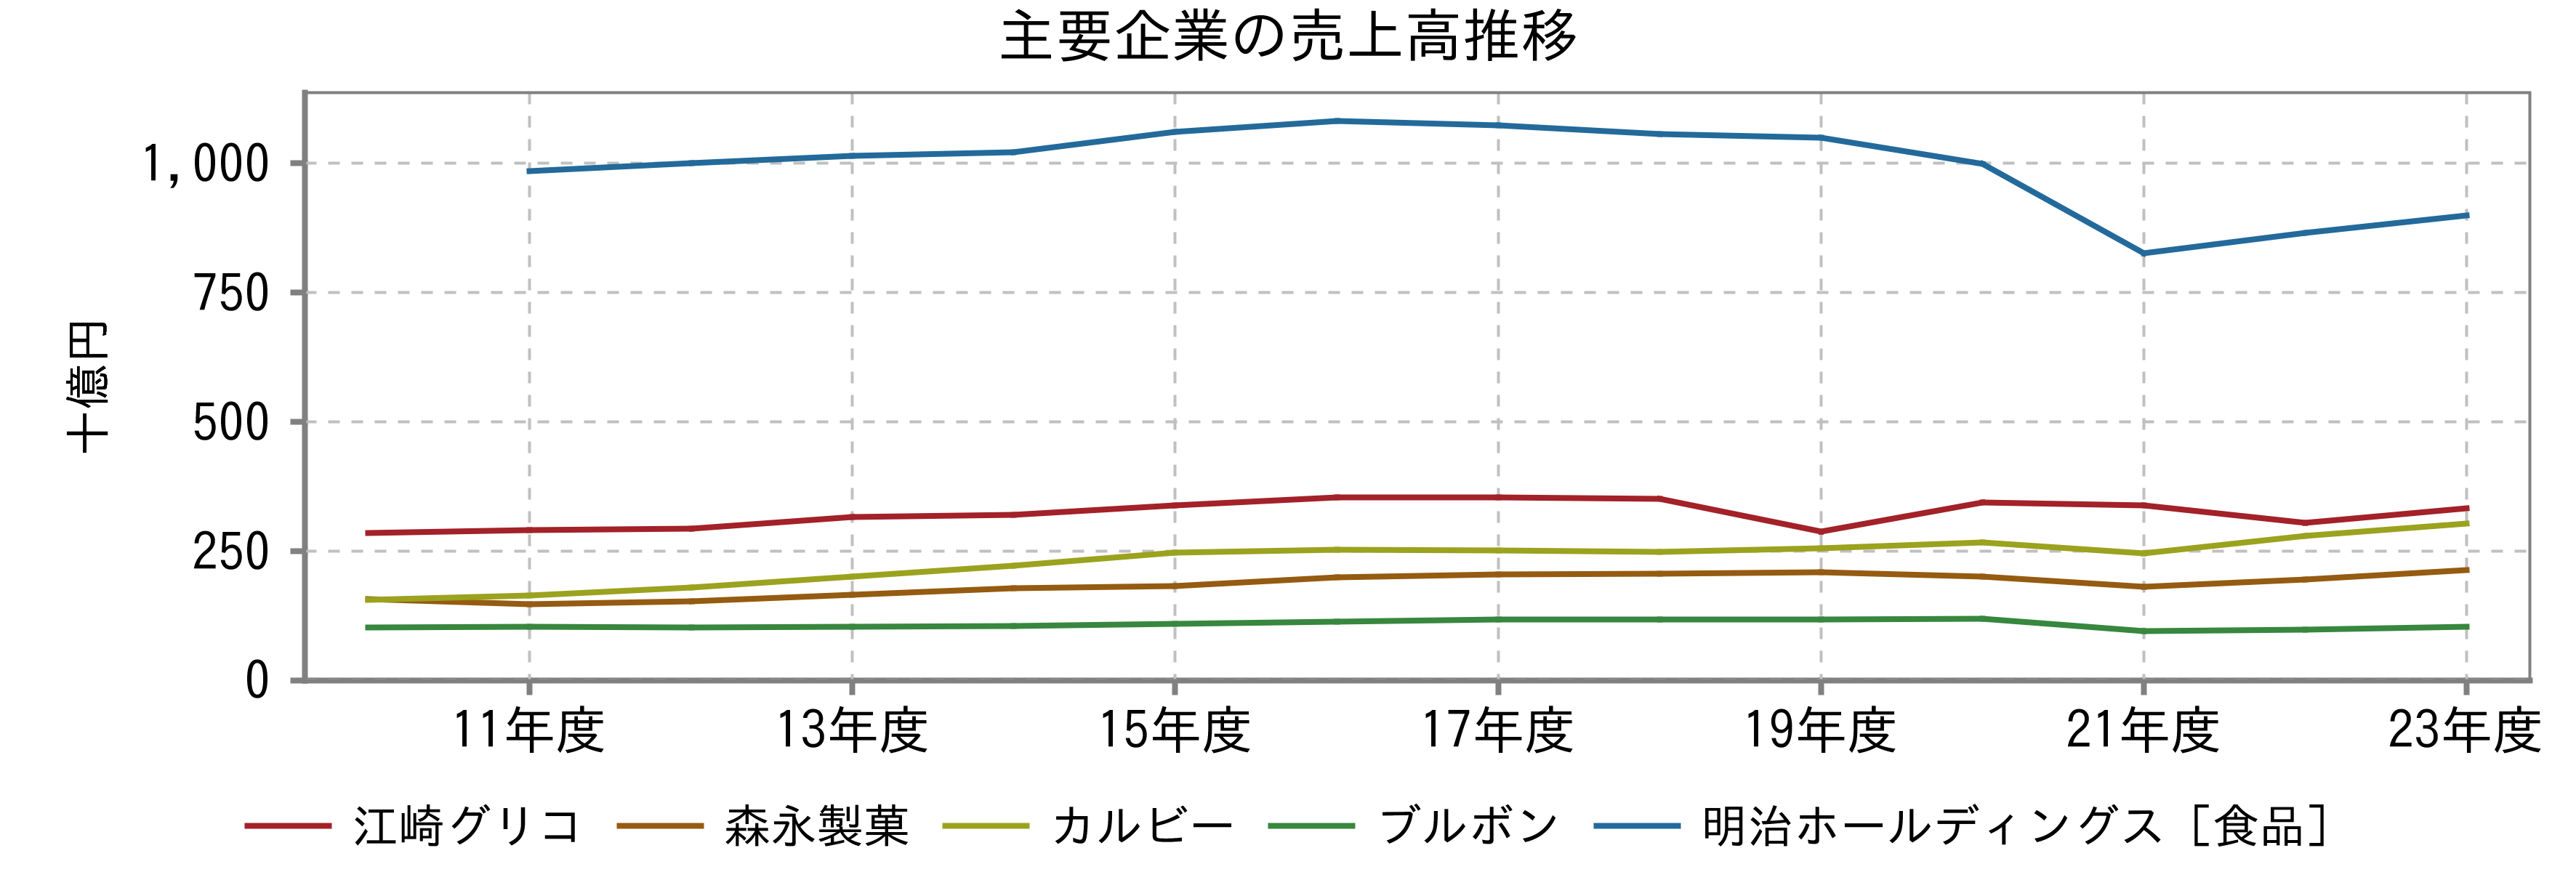 主要企業の売上高推移
十億円
1,000
750
500
250
0
11年度 13年度 15年度 17年度 19年度 21年度 23年度
江崎グリコ 森永製菓 カルビー ブルボン 明治ホールディングス［食品］